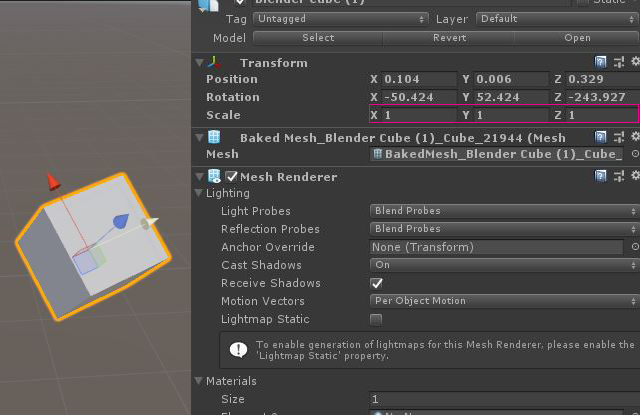 Blender Cube (1)
Static
Tag Untagged Layer Default
Model Select Revert Open
Transform
Position X 0.104 Y 0.006 Z 0.329
Rotation X -50.424 Y 52.424 Z -243.927
Scale X 1 Y 1 Z 1
Baked Mesh_Blender Cube (1)_Cube_21944 (Mesh
Mesh BakedMesh_Blender Cube (1)_Cube_
Mesh Renderer
Lighting
Light Probes Blend Probes
Reflection Probes Blend Probes
Anchor Override None (Transform)
Cast Shadows On
Receive Shadows
Motion Vectors Per Object Motion
Lightmap Static
To enable generation of lightmaps for this Mesh Renderer, please enable the
'Lightmap Static' property.
Materials
Size 1